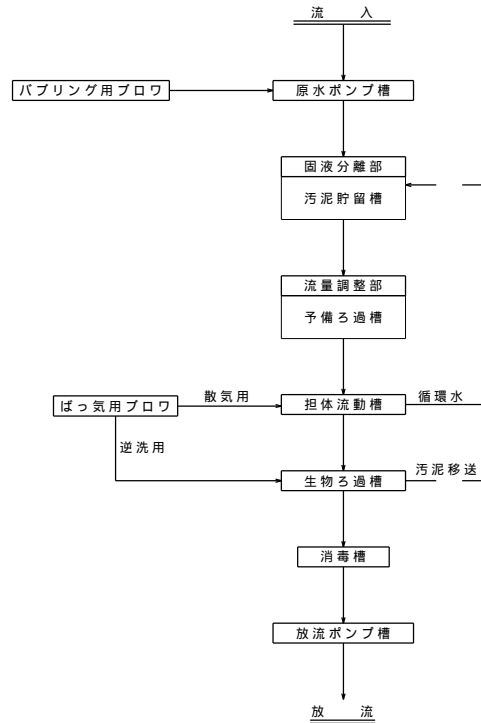 流 入
バブリング用ブロワ
原水ポンプ槽
固液分離部
汚泥貯留槽
流量調整部
予備ろ過槽
散気用
循環水
ばっ気用ブロワ
担体流動槽
逆洗用
汚泥移送
生物ろ過槽
消毒槽
放流ポンプ槽
放 流